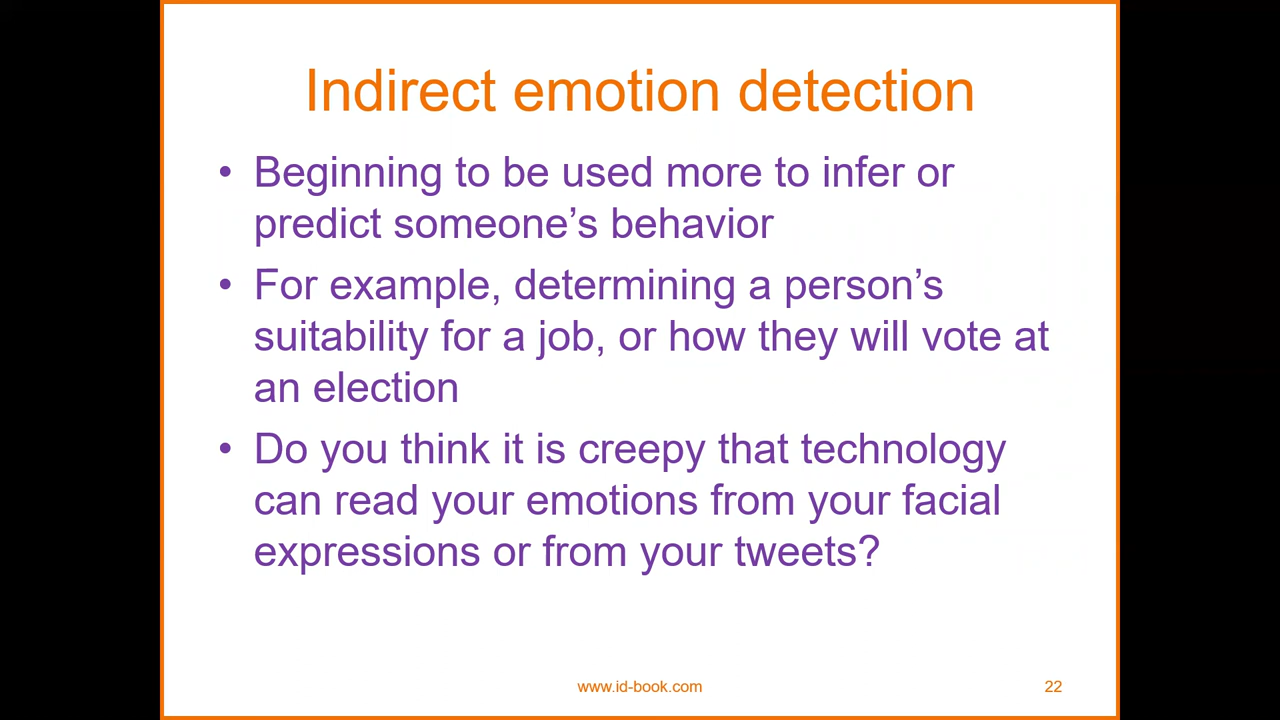 Indirect emotion detection
• Beginning to be used more to infer or
predict someone’s behavior
• For example, determining a person’s
suitability for a job, or how they will vote at
an election
• Do you think it is creepy that technology
can read your emotions from your facial
expressions or from your tweets?
www.id-book.com
22